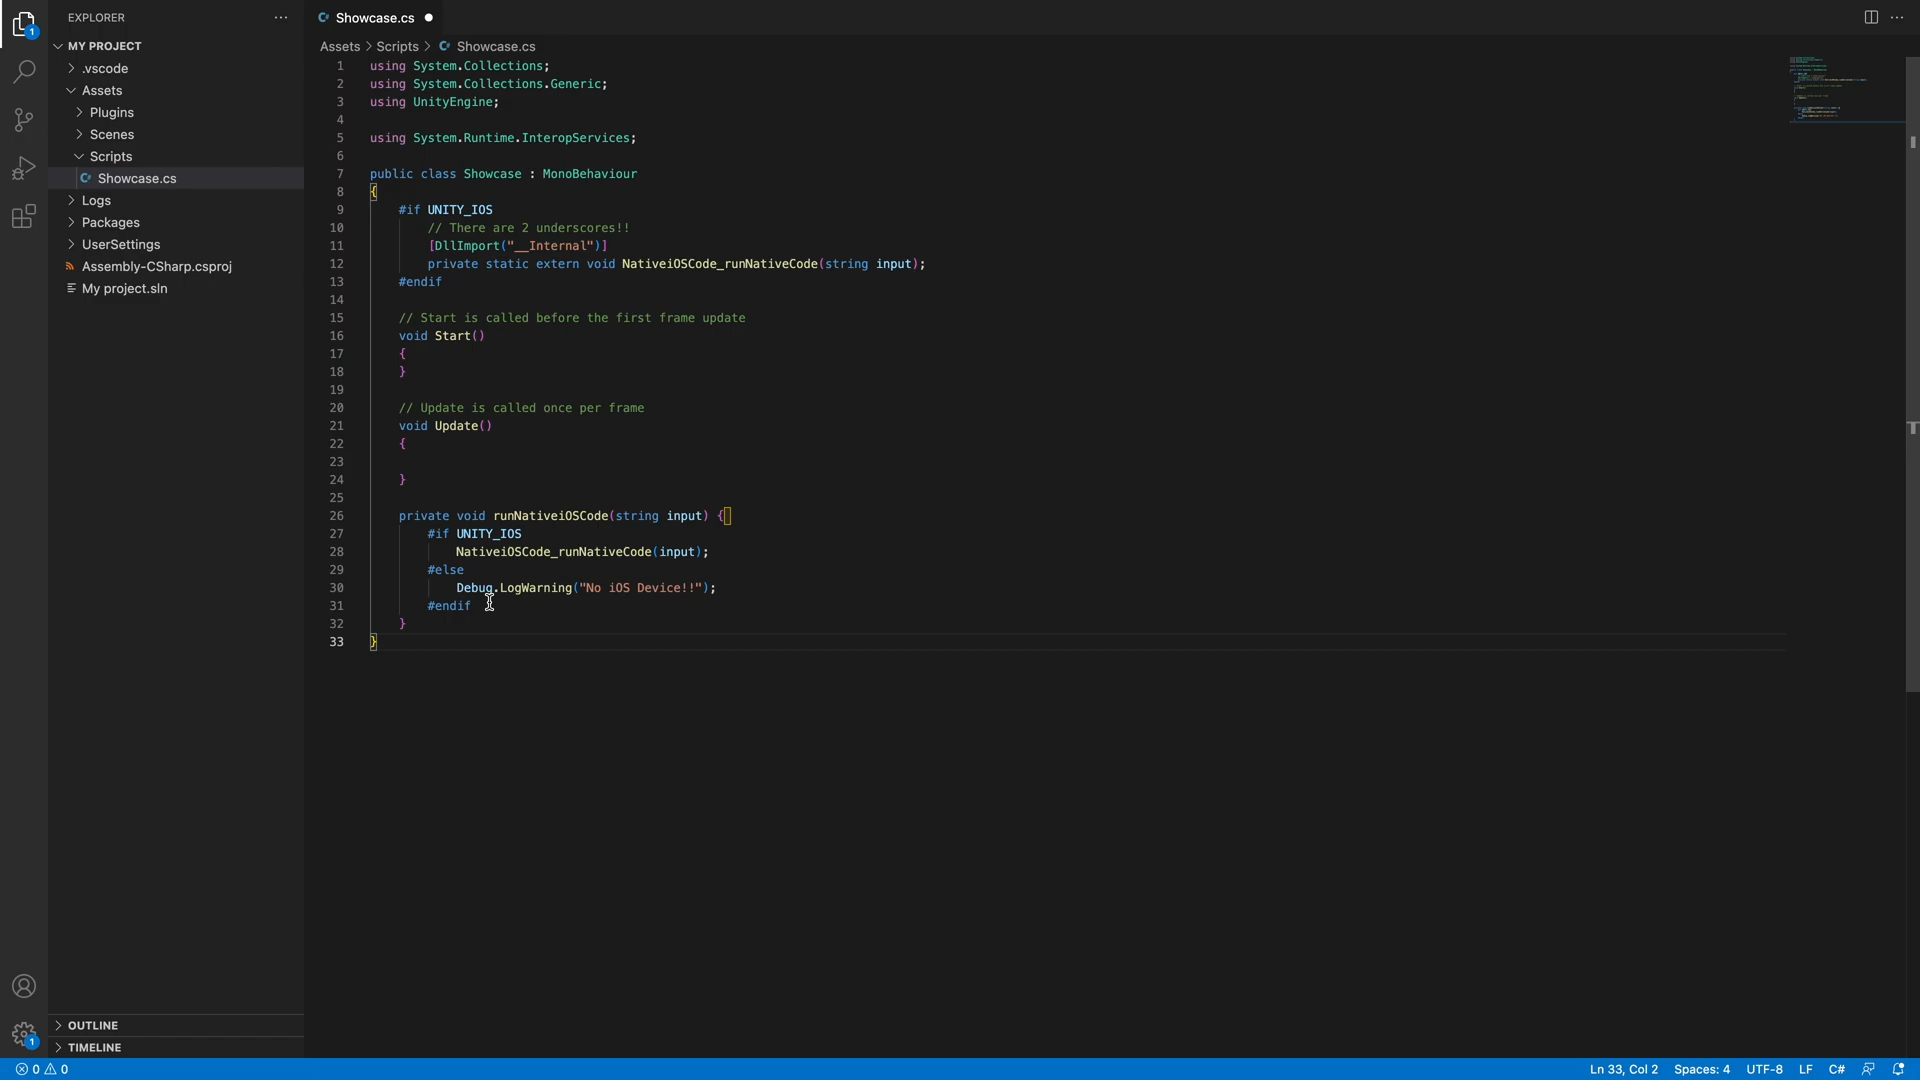 EXPLORER
MY PROJECT
.vscode
Assets
Plugins
Scenes
Scripts
Showcase.cs
Logs
Packages
UserSettings
Assembly-CSharp.csproj
My project.sln
OUTLINE
TIMELINE
1
1
Showcase.cs
Assets > Scripts > Showcase.cs
1 using System.Collections;
2 using System.Collections.Generic;
3 using UnityEngine;
4
5 using System.Runtime.InteropServices;
6
7 public class Showcase : MonoBehaviour
8 {
9 #if UNITY_IOS
10 // There are 2 underscores!!
11 [DllImport("__Internal")]
12 private static extern void NativeiOSCode_runNativeCode(string input);
13 #endif
14
15 // Start is called before the first frame update
16 void Start()
17 {
18 }
19
20 // Update is called once per frame
21 void Update()
22 {
23
24 }
25
26 private void runNativeiOSCode(string input) {
27 #if UNITY_IOS
28 NativeiOSCode_runNativeCode(input);
29 #else
30 Debug.LogWarning("No iOS Device!!");
31 #endif
32 }
33 }
0 0
Ln 33, Col 2 Spaces: 4 UTF-8 LF C#